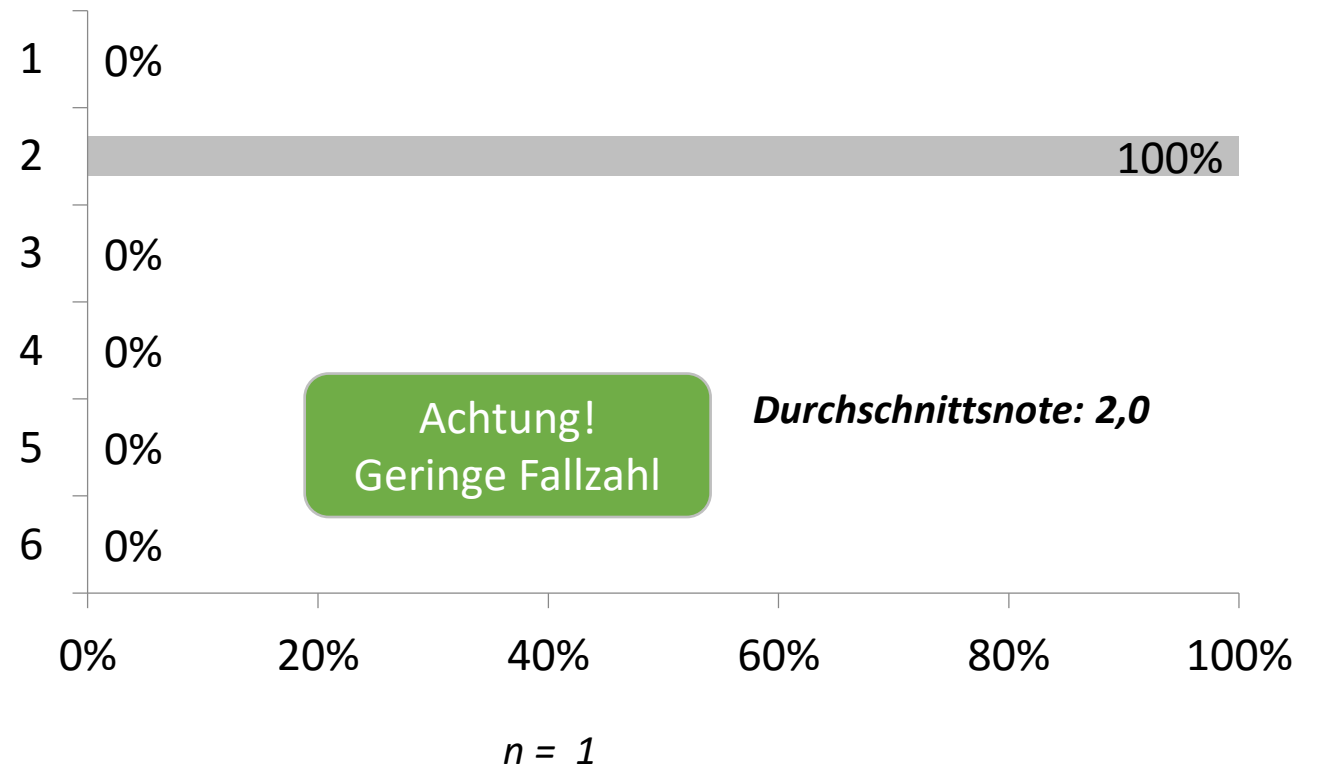 1 0%
2 100%
3 0%
4 0%
Achtung!
Geringe Fallzahl
Durchschnittsnote: 2,0
5 0%
6 0%
0% 20% 40% 60% 80% 100%
n = 1